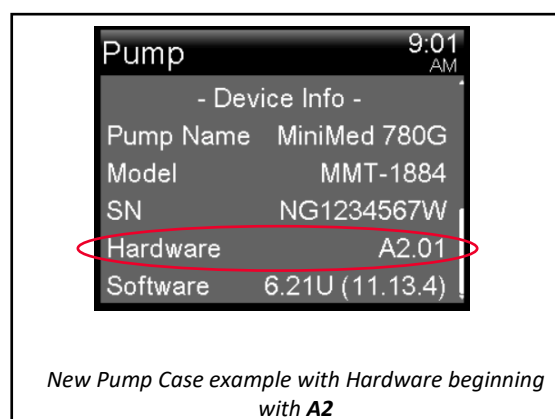 Pump 9:01
AM
- Device Info -
Pump Name MiniMed 780G
Model MMT-1884
SN NG1234567W
Hardware A2.01
Software 6.21U (11.13.4)
New Pump Case example with Hardware beginning
with A2